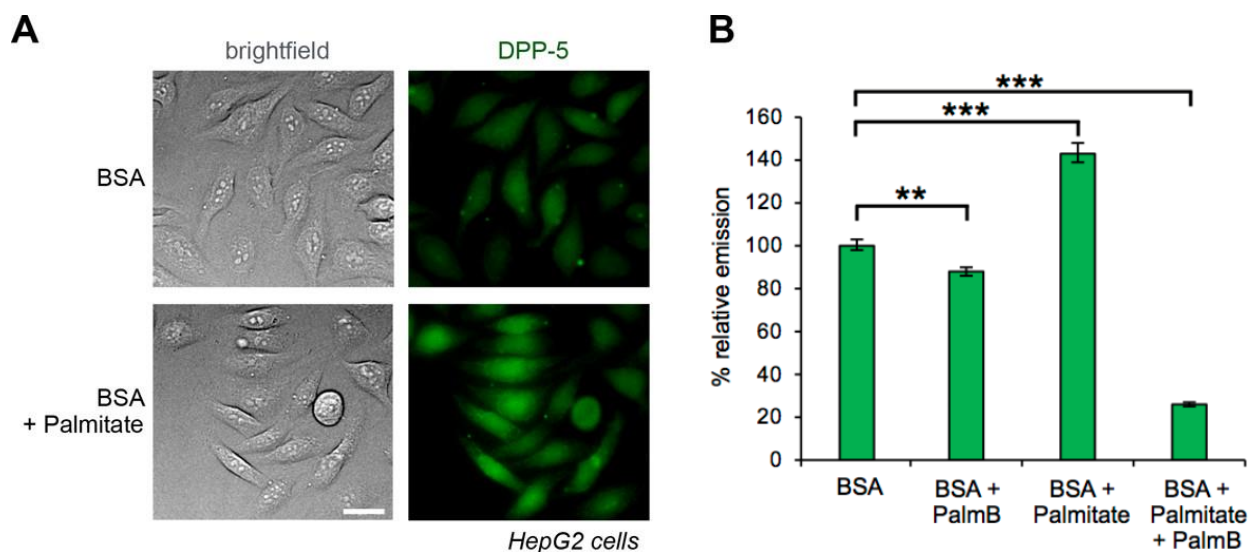 A
brightfield
DPP-5
BSA
BSA
+ Palmitate
HepG2 cells
B
***
***
**
160
140
120
100
80
60
40
20
0
% relative emission
BSA
BSA +
PalmB
BSA +
Palmitate
BSA +
Palmitate
+ PalmB